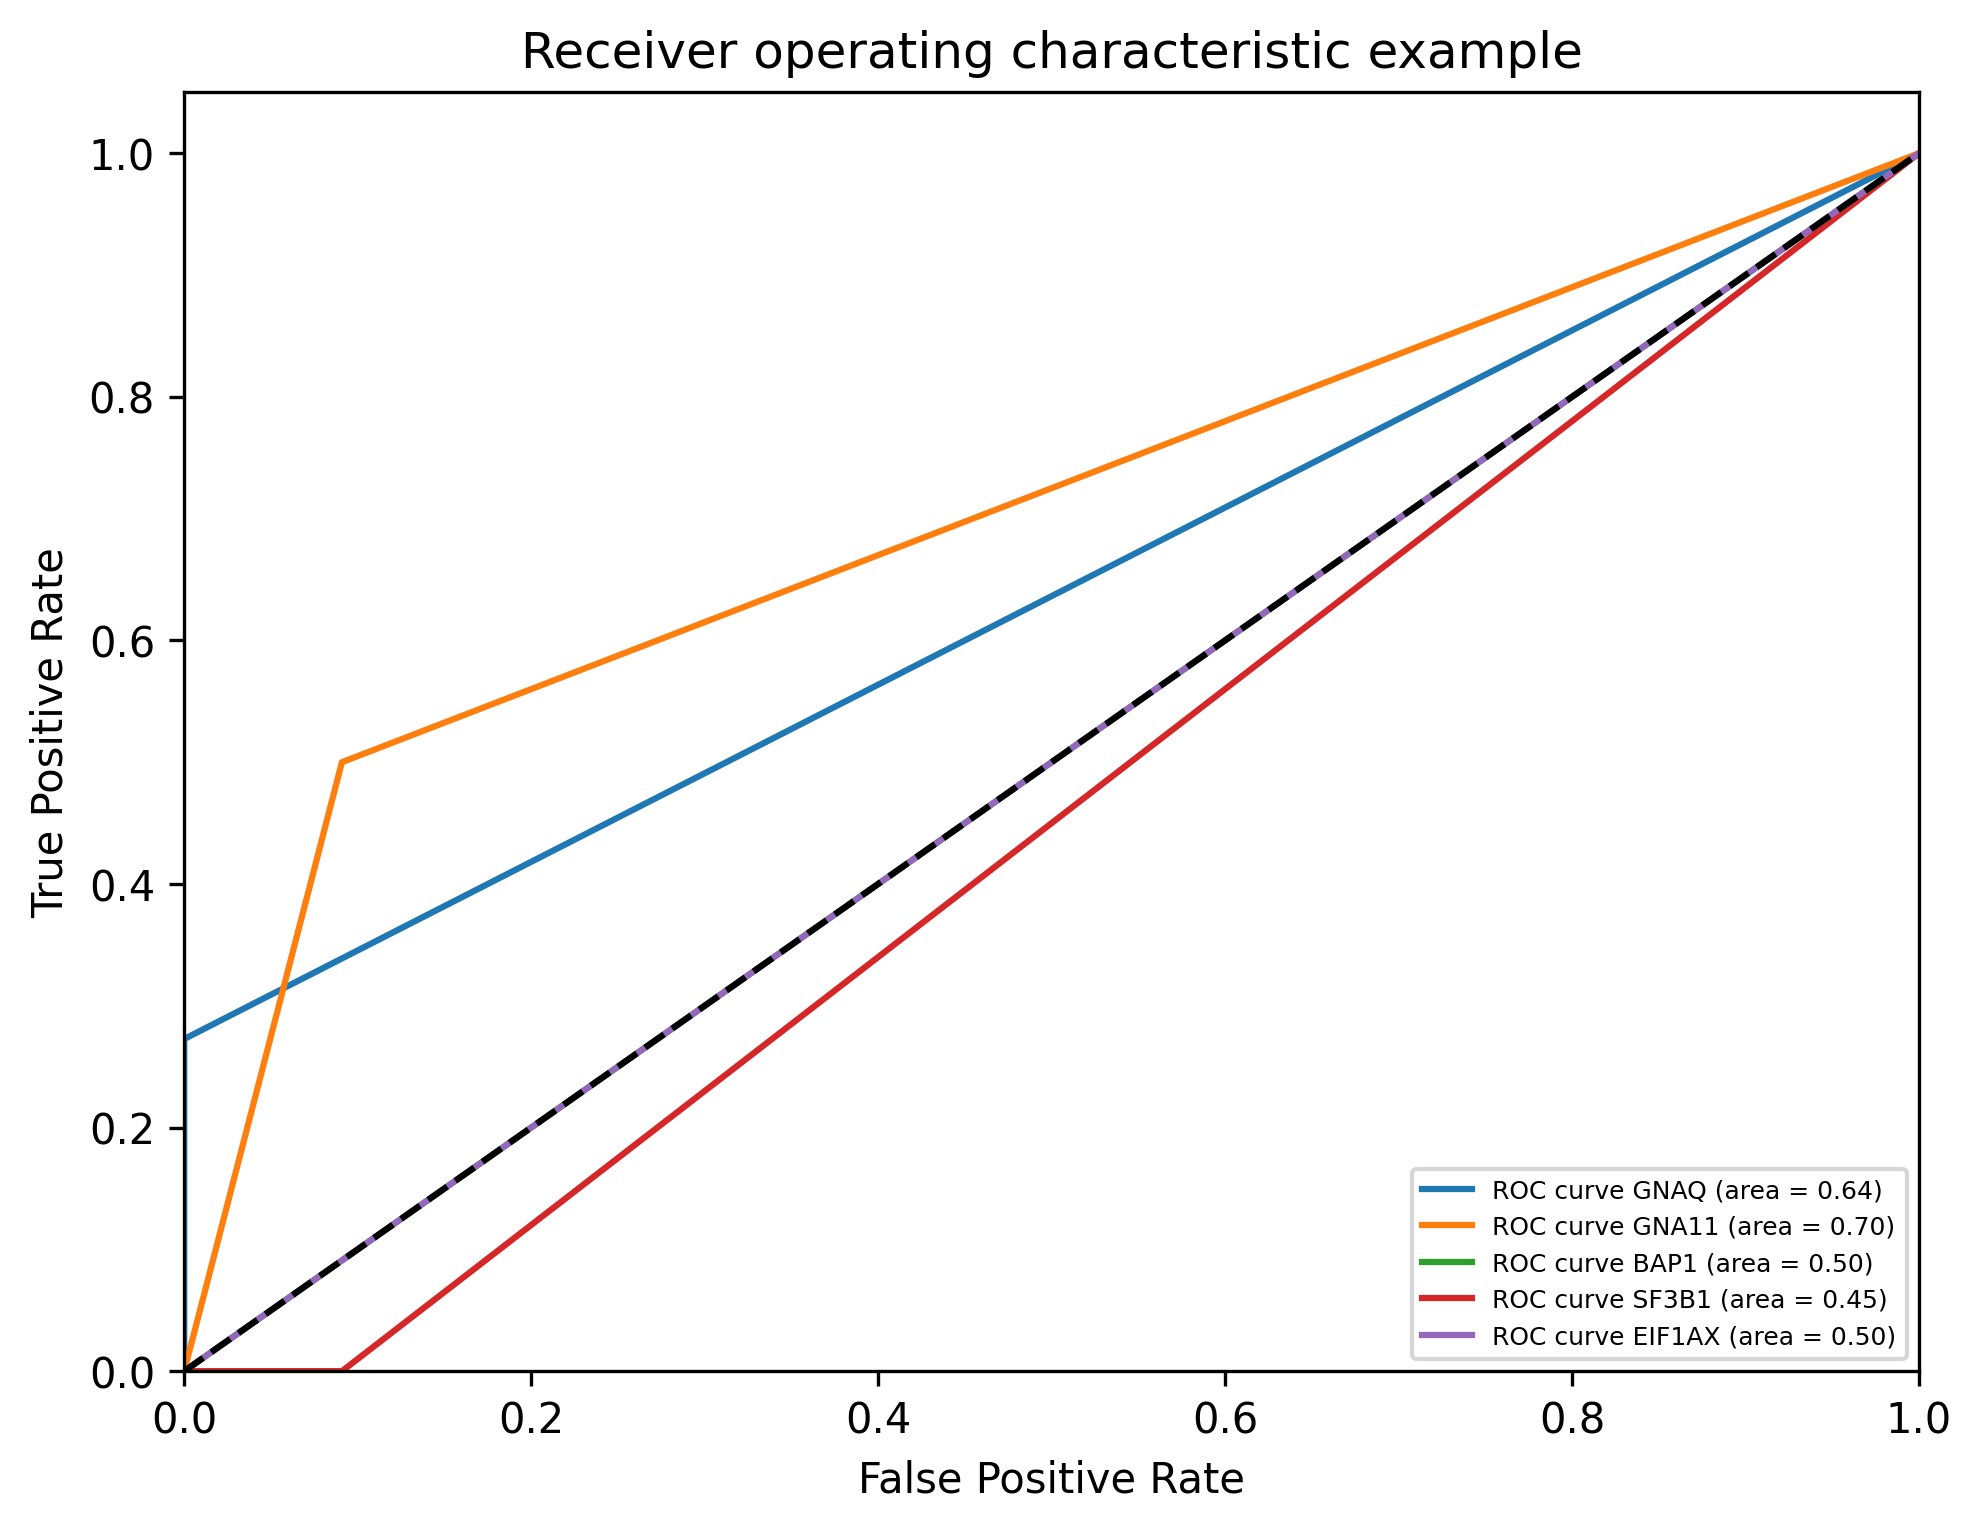 Receiver operating characteristic example
True Positive Rate
1.0
0.8
0.6
0.4
0.2
0.0
0.0 0.2 0.4 0.6 0.8 1.0
False Positive Rate
ROC curve GNAQ (area = 0.64)
ROC curve GNA11 (area = 0.70)
ROC curve BAP1 (area = 0.50)
ROC curve SF3B1 (area = 0.45)
ROC curve EIF1AX (area = 0.50)